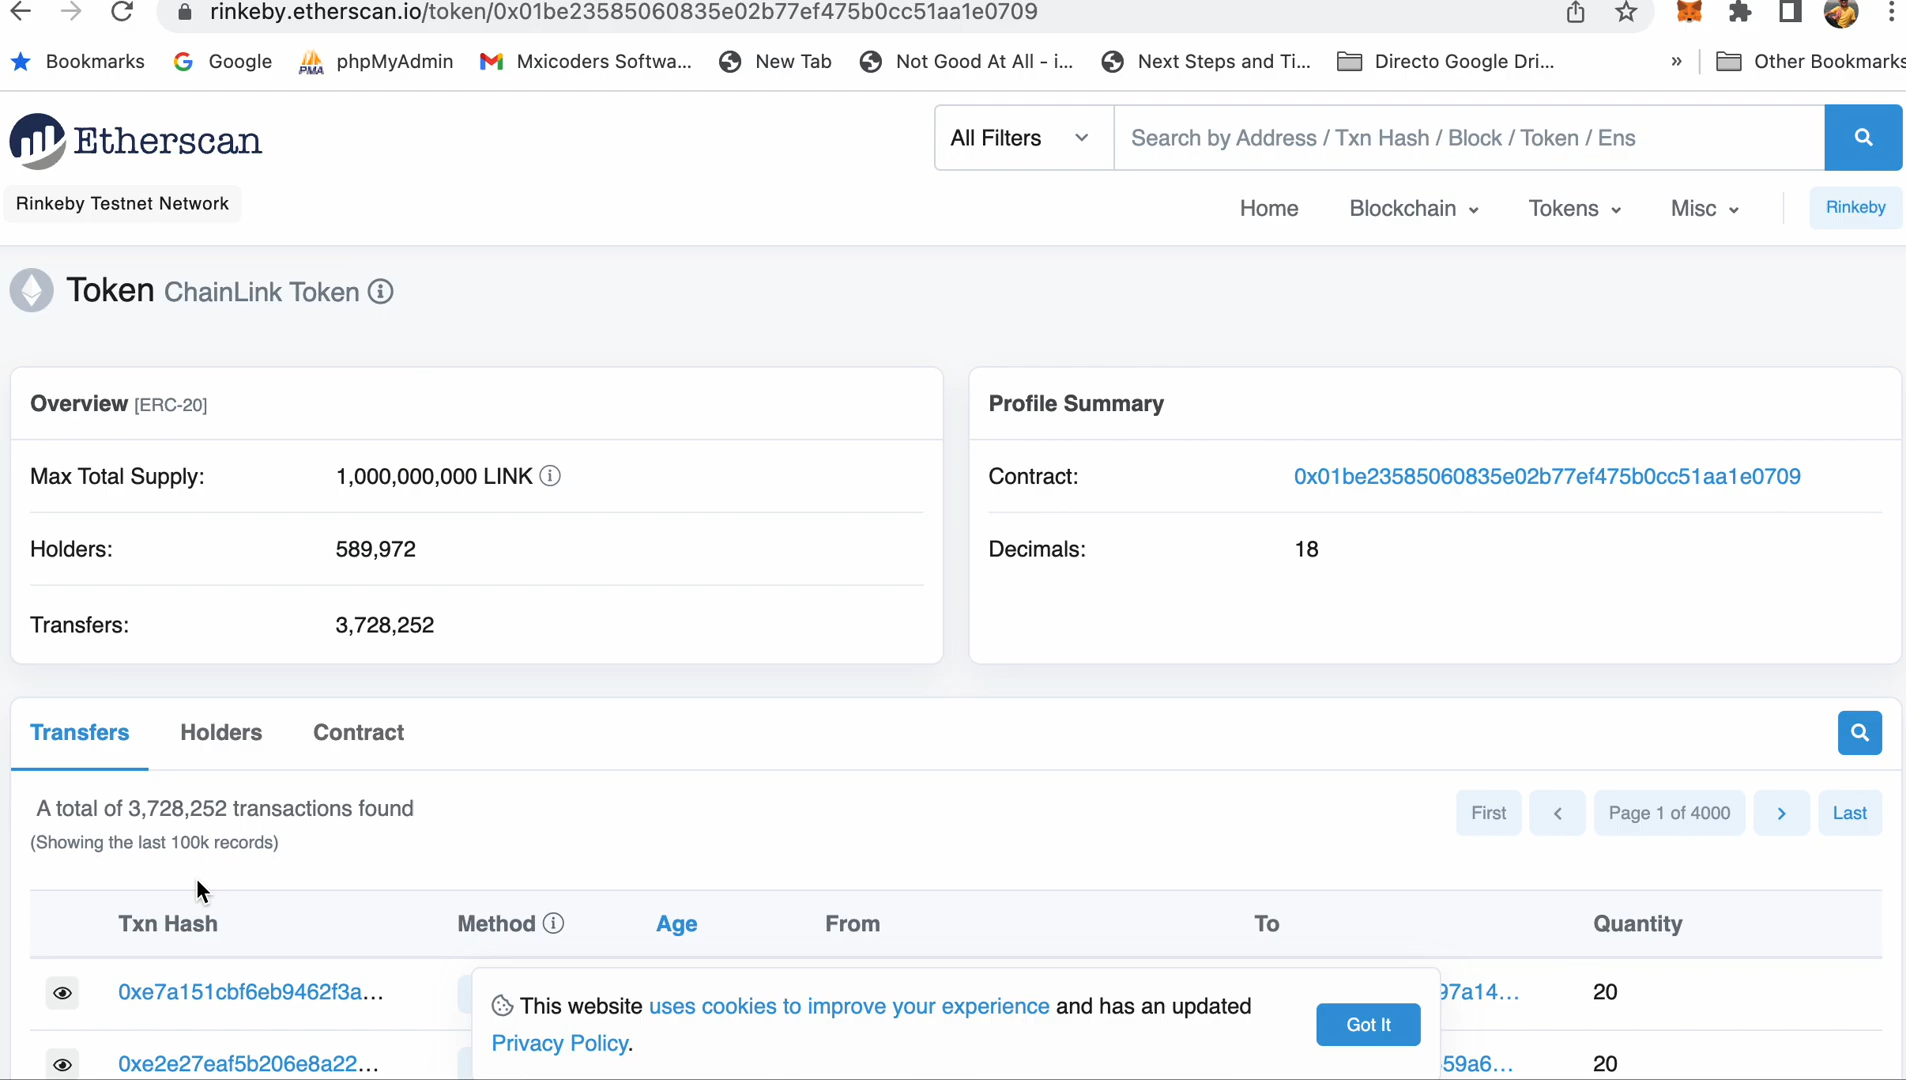 rinkeby.etherscan.io/token/0x01be23585060835e02b77ef475b0cc51aa1e0709
Bookmarks Google phpMyAdmin Mxicoders Softwa... New Tab Not Good At All - i... Next Steps and Ti... Directo Google Dri... » Other Bookmarks
PMA
Etherscan
All Filters Search by Address / Txn Hash / Block / Token / Ens
Rinkeby Testnet Network
Home Blockchain Tokens Misc Rinkeby
Token ChainLink Token
Overview [ERC-20]
Max Total Supply: 1,000,000,000 LINK
Holders: 589,972
Transfers: 3,728,252
Profile Summary
Contract: 0x01be23585060835e02b77ef475b0cc51aa1e0709
Decimals: 18
Transfers Holders Contract
A total of 3,728,252 transactions found
(Showing the last 100k records)
First Page 1 of 4000 Last
Txn Hash Method Age From To Quantity
0xe7a151cbf6eb9462f3a... 97a14... 20
0xe2e27eaf5b206e8a22... 59a6... 20
This website uses cookies to improve your experience and has an updated
Privacy Policy.
Got It